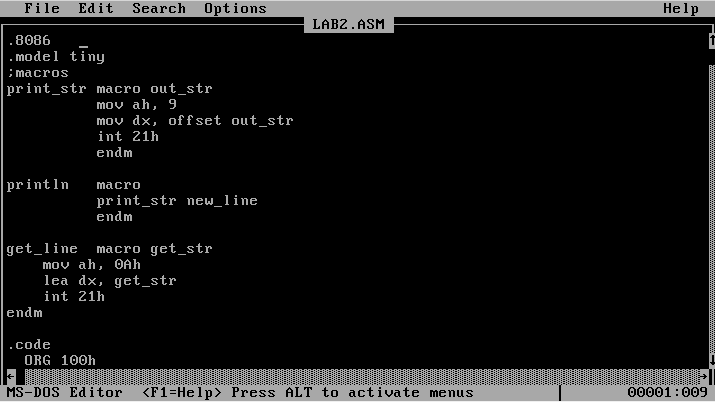 File Edit Search Options Help
LAB2.ASM
.8086
.model tiny
;macros
print_str macro out_str
mov ah, 9
mov dx, offset out_str
int 21h
endm
println macro
print_str new_line
endm
get_line macro get_str
mov ah, 0Ah
lea dx, get_str
int 21h
endm
.code
ORG 100h
MS-DOS Editor <F1=Help> Press ALT to activate menus 00001:009